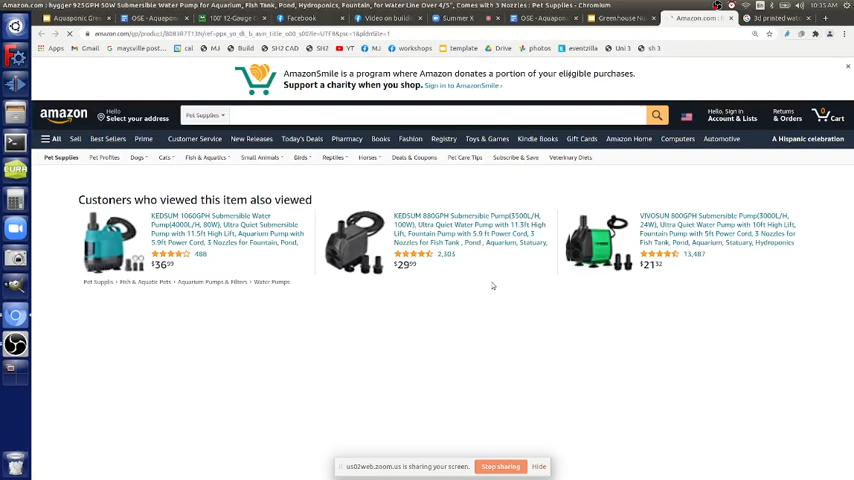 Amazon.com : hygger 925GPH 50W Submersible Water Pump for Aquarium, Fish Tank, Pond, Hydroponics, Fountain, for Water Line Over 4/5", Comes with 3 Nozzles : Pet Supplies - Chromium
10:35 AM
Aquaponic G
OSE - Aquaponic
100' 12-Gauge
Facebook
Video on buildin
Summer X
OSE - Aquapon
Greenhouse Nu
Amazon.com : h
3d printed wate
Apps
Gmail
maysville post
MJ
Build
SH2 CAD
SH2
YT
MJ
workshops
template
Drive
photos
eventzilla
Uni 3
sh 3
AmazonSmile is a program where Amazon donates a portion of your eligible purchases.
Support a charity when you shop. Sign in to AmazonSmile ›
amazon
Hello
Select your address
Pet Supplies
Hello, Sign in
Account & Lists
Returns
& Orders
0
Cart
All
Best Sellers
Prime
Customer Service
New Releases
Today's Deals
Pharmacy
Books
Fashion
Registry
Toys & Games
Kindle Books
Gift Cards
Amazon Home
Computers
Automotive
A Hispanic celebration
Pet Supplies
Pet Profiles
Dogs
Cats
Fish & Aquatics
Small Animals
Birds
Reptiles
Horses
Deals & Coupons
Pet Care Tips
Subscribe & Save
Veterinary Diets
Customers who viewed this item also viewed
KEDSUM 1060GPH Submersible Water
Pump(4000L/H, 80W), Ultra Quiet Submersible
Pump with 11.5ft High Lift, Aquarium Pump with
5.9ft Power Cord, 3 Nozzles for Fountain, Pond,
488
$36 99
KEDSUM 880GPH Submersible Pump(3500L/H,
100W), Ultra Quiet Water Pump with 11.3ft High
Lift, Fountain Pump with 5.9 ft Power Cord, 3
Nozzles for Fish Tank , Pond , Aquarium, Statuary,
2,303
$29 99
VIVOSUN 800GPH Submersible Pump(3000L/H,
24W), Ultra Quiet Water Pump with 10ft High Lift,
Fountain Pump with 5ft Power Cord, 3 Nozzles for
Fish Tank, Pond, Aquarium, Statuary, Hydroponics
13,487
$21 32
Pet Supplies › Fish & Aquatic Pets › Aquarium Pumps & Filters › Water Pumps
us02web.zoom.us is sharing your screen.
Stop sharing
Hide
CURA